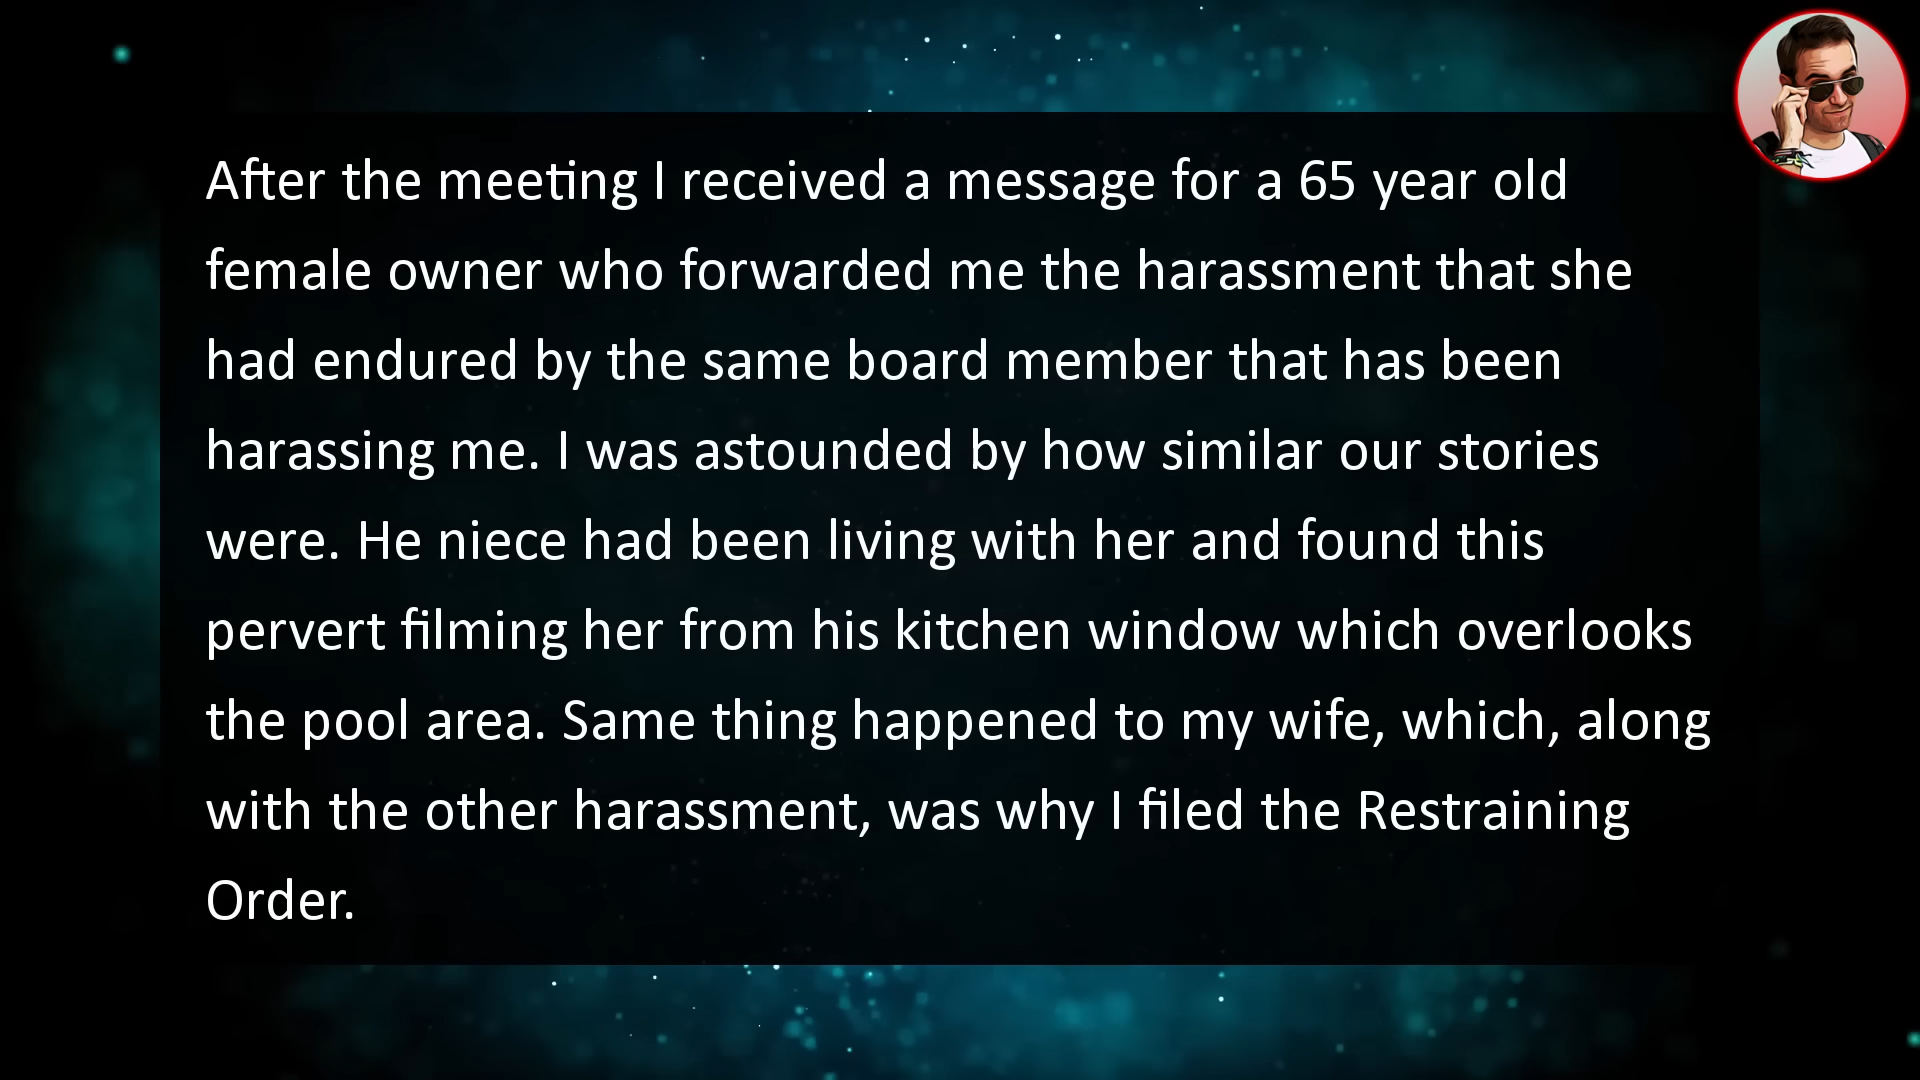 After the meeting I received a message for a 65 year old
female owner who forwarded me the harassment that she
had endured by the same board member that has been
harassing me. I was astounded by how similar our stories
were. He niece had been living with her and found this
pervert filming her from his kitchen window which overlooks
the pool area. Same thing happened to my wife, which, along
with the other harassment, was why I filed the Restraining
Order.